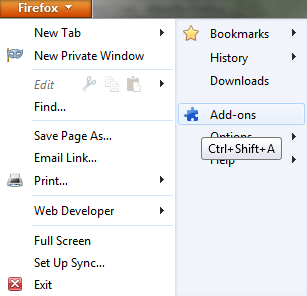 Firefox
New Tab
New Private Window
Edit
Find...
Save Page As...
Email Link...
Print...
Web Developer
Full Screen
Set Up Sync...
Exit
Bookmarks
History
Downloads
Add-ons
Options
Ctrl+Shift+A
Help